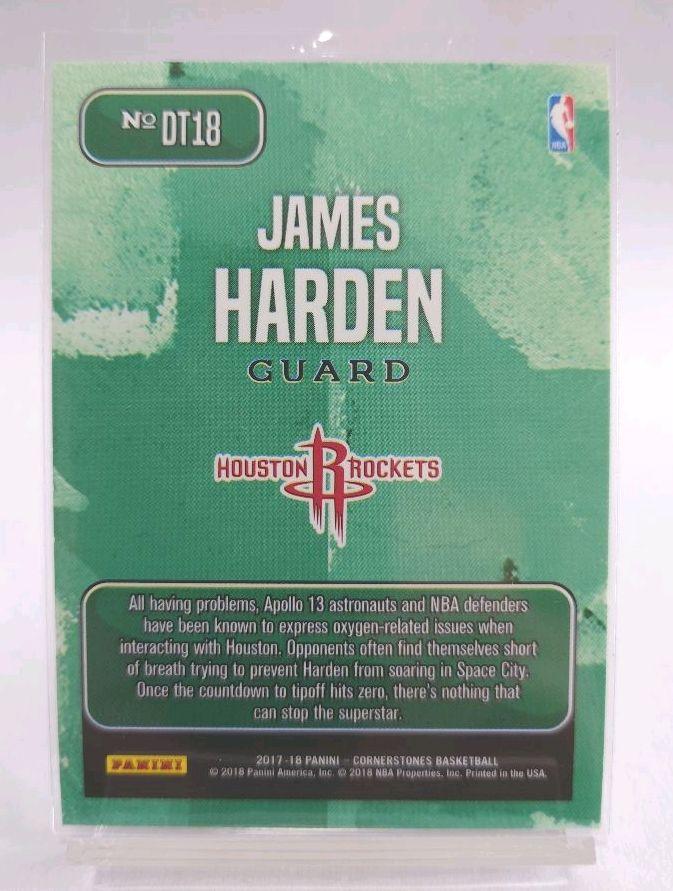 Nº DT18
NBA
JAMES
HARDEN
GUARD
HOUSTON R ROCKETS
All having problems, Apollo 13 astronauts and NBA defenders
have been known to express oxygen-related issues when
interacting with Houston. Opponents often find themselves short
of breath trying to prevent Harden from soaring in Space City.
Once the countdown to tipoff hits zero, there's nothing that
can stop the superstar.
PANINI
2017-18 PANINI – CORNERSTONES BASKETBALL
© 2018 Panini America, Inc. © 2018 NBA Properties, Inc. Printed in the USA.